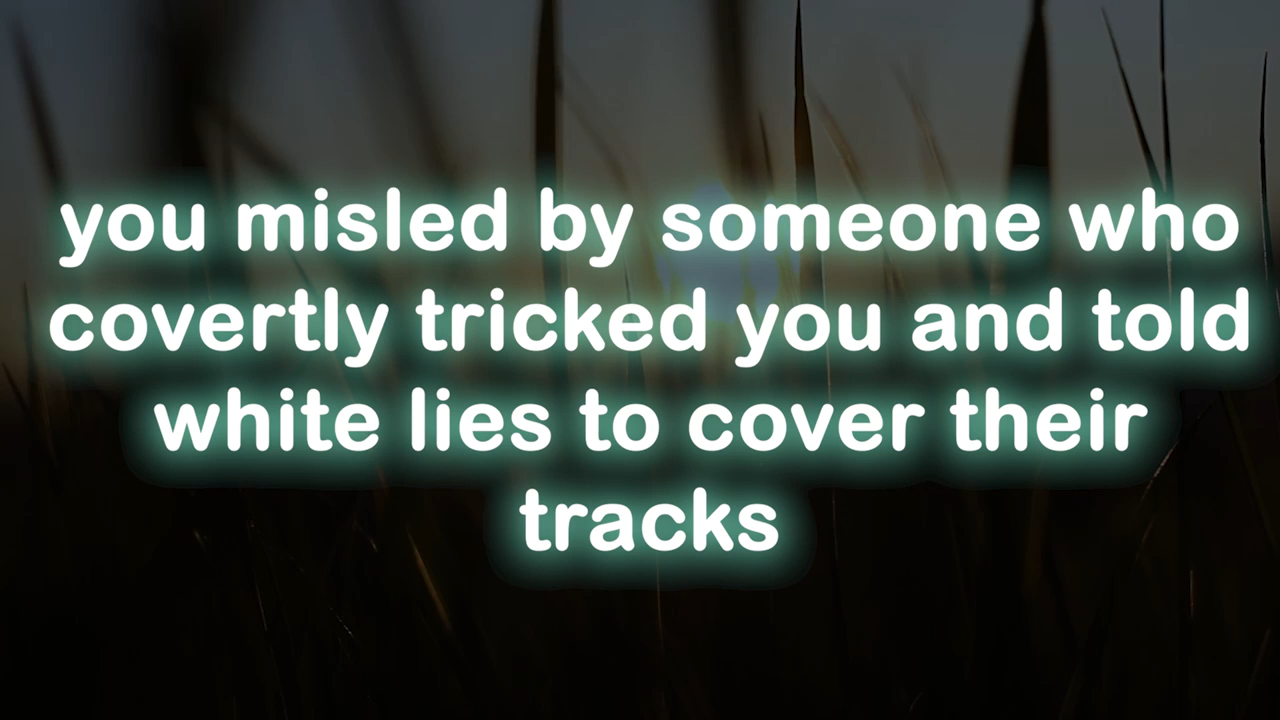 you misled by someone who
covertly tricked you and told
white lies to cover their
tracks